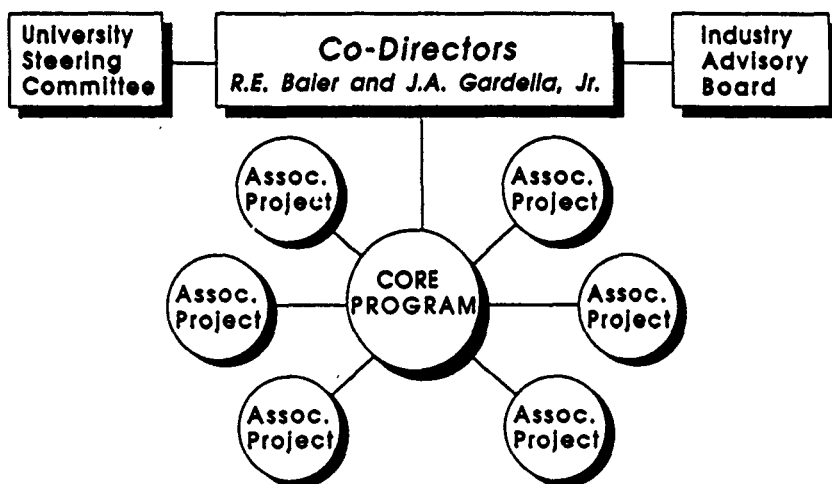 University
Steering
Committee
Co-Directors
R.E. Baier and J.A. Gardella, Jr.
Industry
Advisory
Board
Assoc.
Project
Assoc.
Project
Assoc.
Project
CORE
PROGRAM
Assoc.
Project
Assoc.
Project
Assoc.
Project